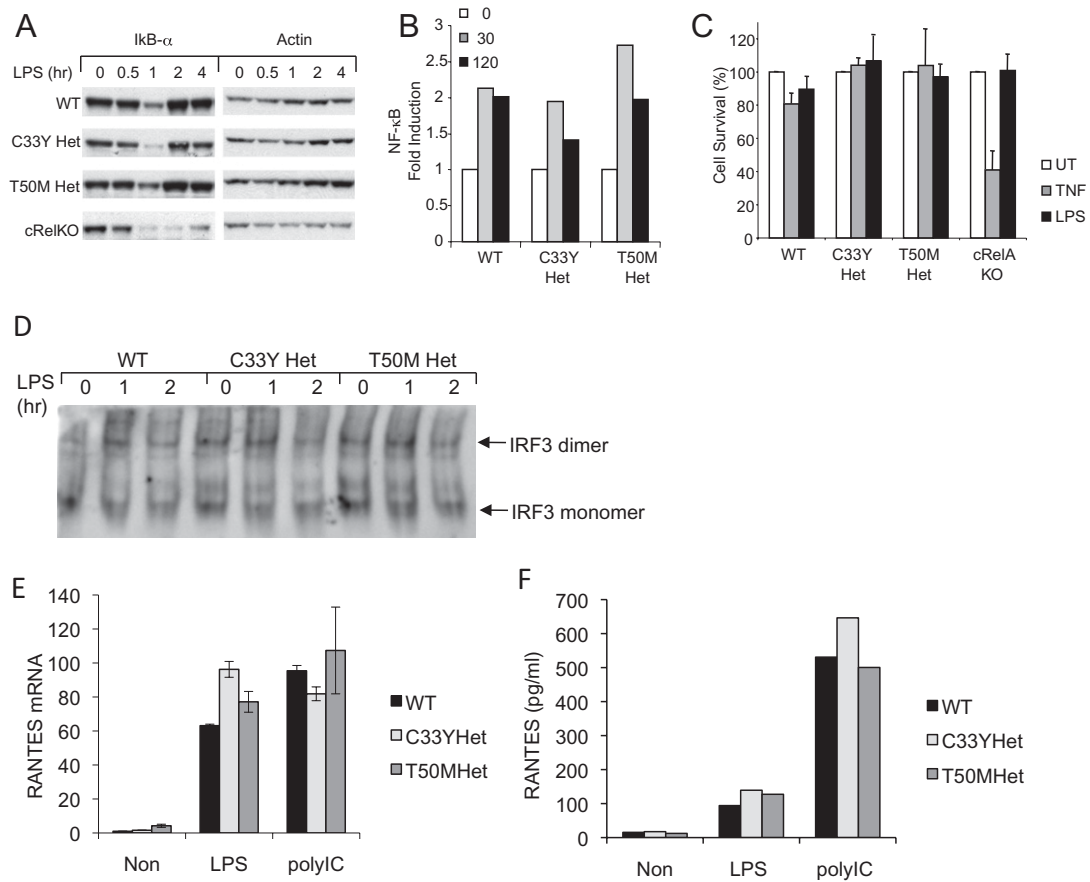 A
IkB-α Actin
LPS (hr) 0 0.5 1 2 4 0 0.5 1 2 4
WT
C33Y Het
T50M Het
cRelKO
B
0
30
120
NF-κB
Fold Induction
3
2.5
2
1.5
1
0.5
0
WT C33Y Het T50M Het
C
Cell Survival (%)
120
100
80
60
40
20
0
WT C33Y Het T50M Het cRelA KO
UT
TNF
LPS
D
WT C33Y Het T50M Het
LPS (hr) 0 1 2 0 1 2 0 1 2
IRF3 dimer
IRF3 monomer
E
RANTES mRNA
140
120
100
80
60
40
20
0
Non LPS polyIC
WT
C33YHet
T50MHet
F
RANTES (pg/ml)
700
600
500
400
300
200
100
0
Non LPS polyIC
WT
C33YHet
T50MHet